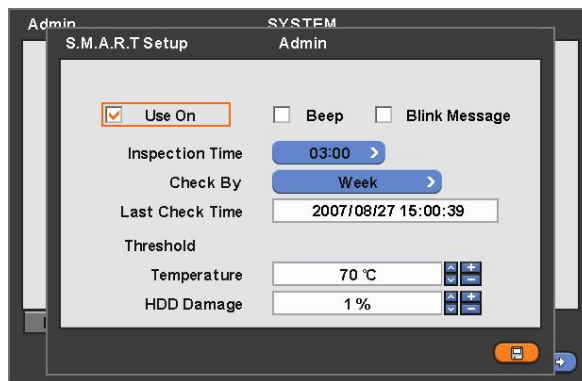 Admin SYSTEM
S.M.A.R.T Setup Admin
Use On Beep Blink Message
Inspection Time 03:00 >
Check By Week >
Last Check Time 2007/08/27 15:00:39
Threshold
Temperature 70 ℃
HDD Damage 1 %